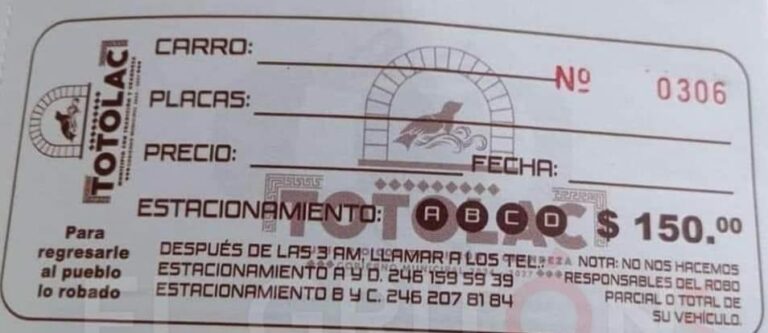 TOTOLAC
CARRO:
Nº 0306
PLACAS:
PRECIO:
FECHA:
TOTOLAC
ESTACIONAMIENTO: A B C D $ 150.00
Para
regresarle
al pueblo
lo robado
DESPUÉS DE LAS 3 AM, LLAMAR A LOS TEL.:
ESTACIONAMIENTO A y D. 246 159 59 39
ESTACIONAMIENTO B y C. 246 207 81 84
NOTA: NO NOS HACEMOS
RESPONSABLES DEL ROBO
PARCIAL O TOTAL DE
SU VEHÍCULO.